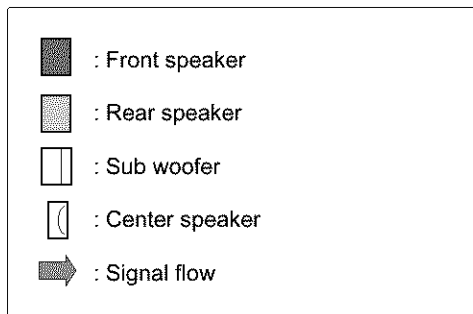 : Front speaker
: Rear speaker
: Sub woofer
: Center speaker
: Signal flow